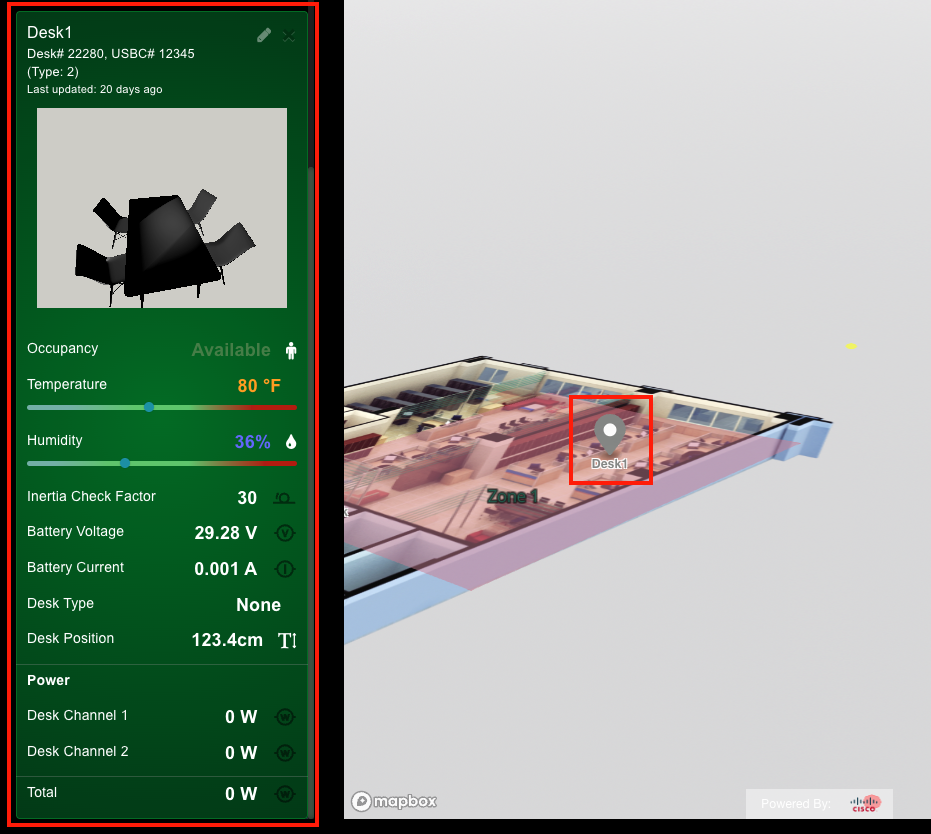 Desk1
Desk# 22280, USBC# 12345
(Type: 2)
Last updated: 20 days ago
Occupancy Available
Temperature 80 °F
Humidity 36%
Inertia Check Factor 30
Battery Voltage 29.28 V
Battery Current 0.001 A
Desk Type None
Desk Position 123.4cm
Power
Desk Channel 1 0 W
Desk Channel 2 0 W
Total 0 W
Desk1
Zone 1
mapbox
Powered By: CISCO